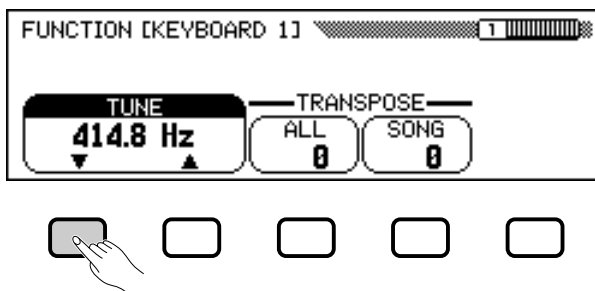 FUNCTION [KEYBOARD 1]
1
TUNE
TRANSPOSE
414.8 Hz
ALL
SONG
0
0